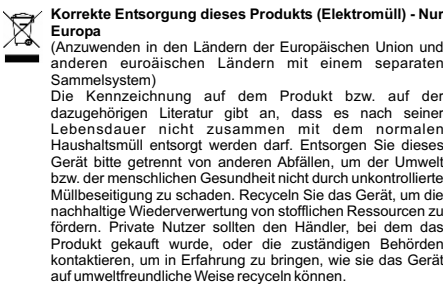 Korrekte Entsorgung dieses Produkts (Elektromüll) - Nur
Europa
(Anzuwenden in den Ländern der Europäischen Union und
anderen euroäischen Ländern mit einem separaten
Sammelsystem)
Die Kennzeichnung auf dem Produkt bzw. auf der
dazugehörigen Literatur gibt an, dass es nach seiner
Lebensdauer nicht zusammen mit dem normalen
Haushaltsmüll entsorgt werden darf. Entsorgen Sie dieses
Gerät bitte getrennt von anderen Abfällen, um der Umwelt
bzw. der menschlichen Gesundheit nicht durch unkontrollierte
Müllbeseitigung zu schaden. Recyceln Sie das Gerät, um die
nachhaltige Wiederverwertung von stofflichen Ressourcen zu
fördern. Private Nutzer sollten den Händler, bei dem das
Produkt gekauft wurde, oder die zuständigen Behörden
kontaktieren, um in Erfahrung zu bringen, wie sie das Gerät
auf umweltfreundliche Weise recyceln können.